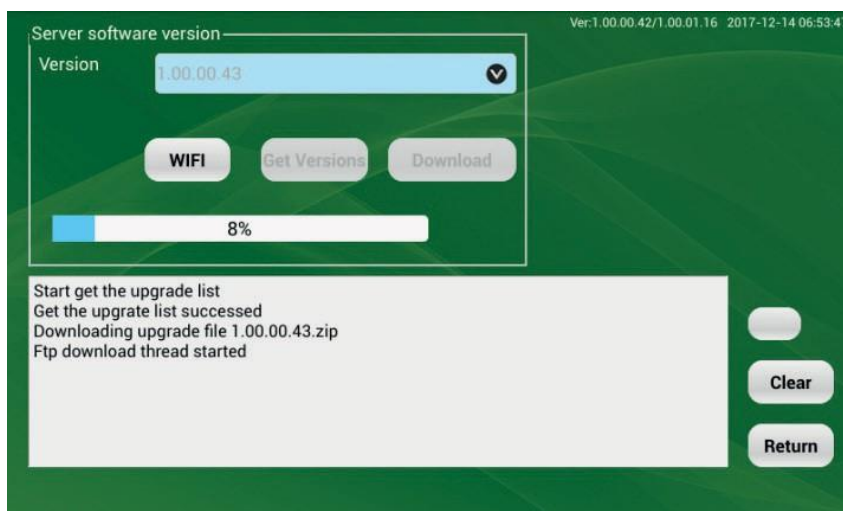 Ver:1.00.00.42/1.00.01.16 2017-12-14 06:53:4
Server software version
Version
1.00.00.43
WIFI
Get Versions
Download
8%
Start get the upgrade list
Get the upgrate list successed
Downloading upgrade file 1.00.00.43.zip
Ftp download thread started
Clear
Return